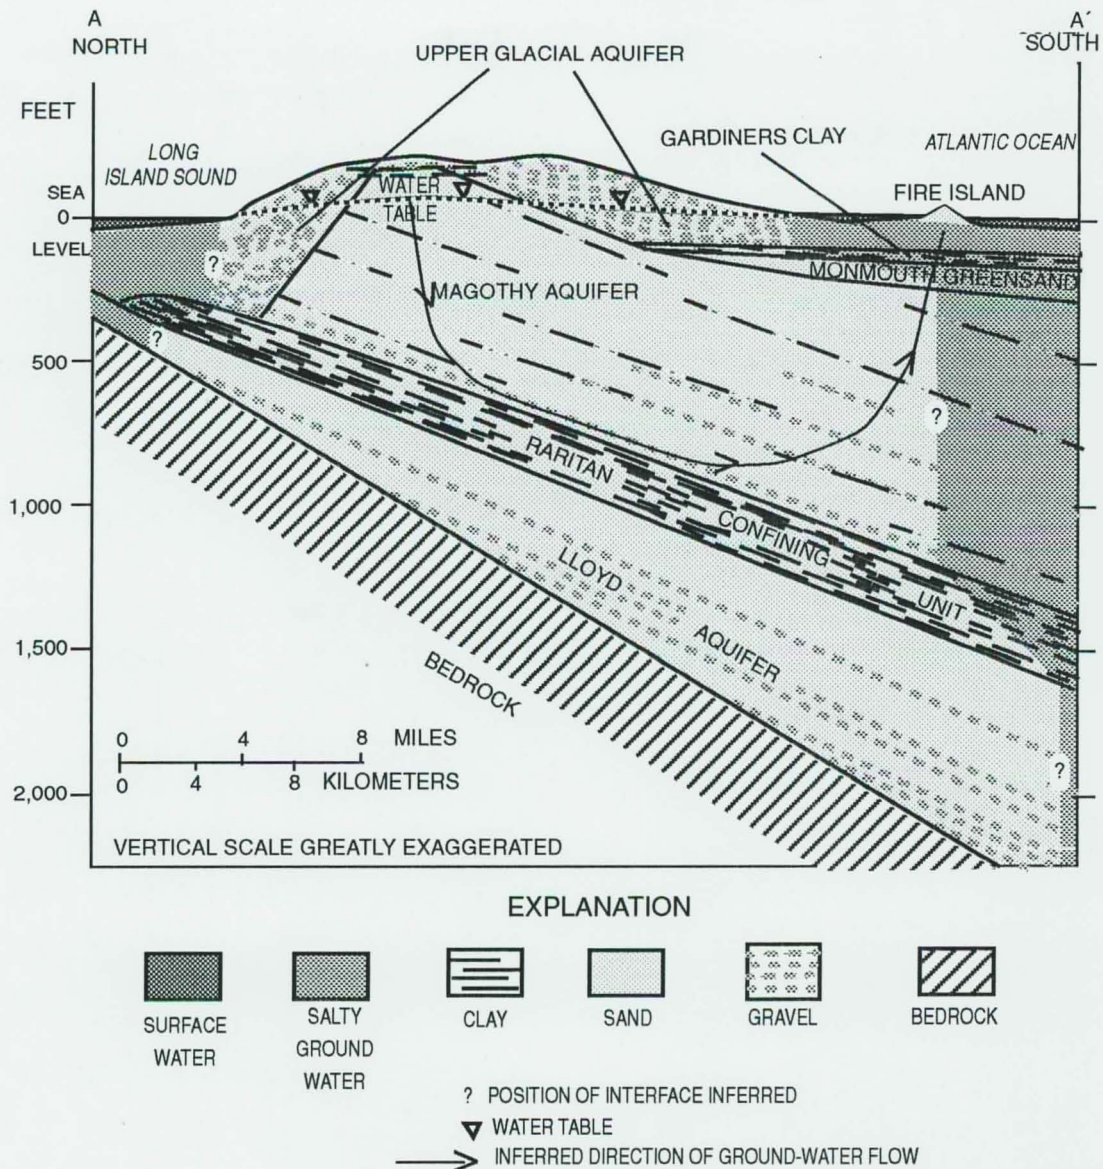 A
NORTH
A′
SOUTH
UPPER GLACIAL AQUIFER
FEET
GARDINERS CLAY
LONG
ISLAND SOUND
ATLANTIC OCEAN
FIRE ISLAND
SEA
0
LEVEL
WATER
TABLE
MONMOUTH GREENSAND
?
MAGOTHY AQUIFER
?
500
?
RARITAN
CONFINING
UNIT
1,000
LLOYD
AQUIFER
1,500
BEDROCK
?
0 4 8 MILES
0 4 8 KILOMETERS
2,000
VERTICAL SCALE GREATLY EXAGGERATED
EXPLANATION
SURFACE
WATER
SALTY
GROUND
WATER
CLAY
SAND
GRAVEL
BEDROCK
? POSITION OF INTERFACE INFERRED
WATER TABLE
INFERRED DIRECTION OF GROUND-WATER FLOW